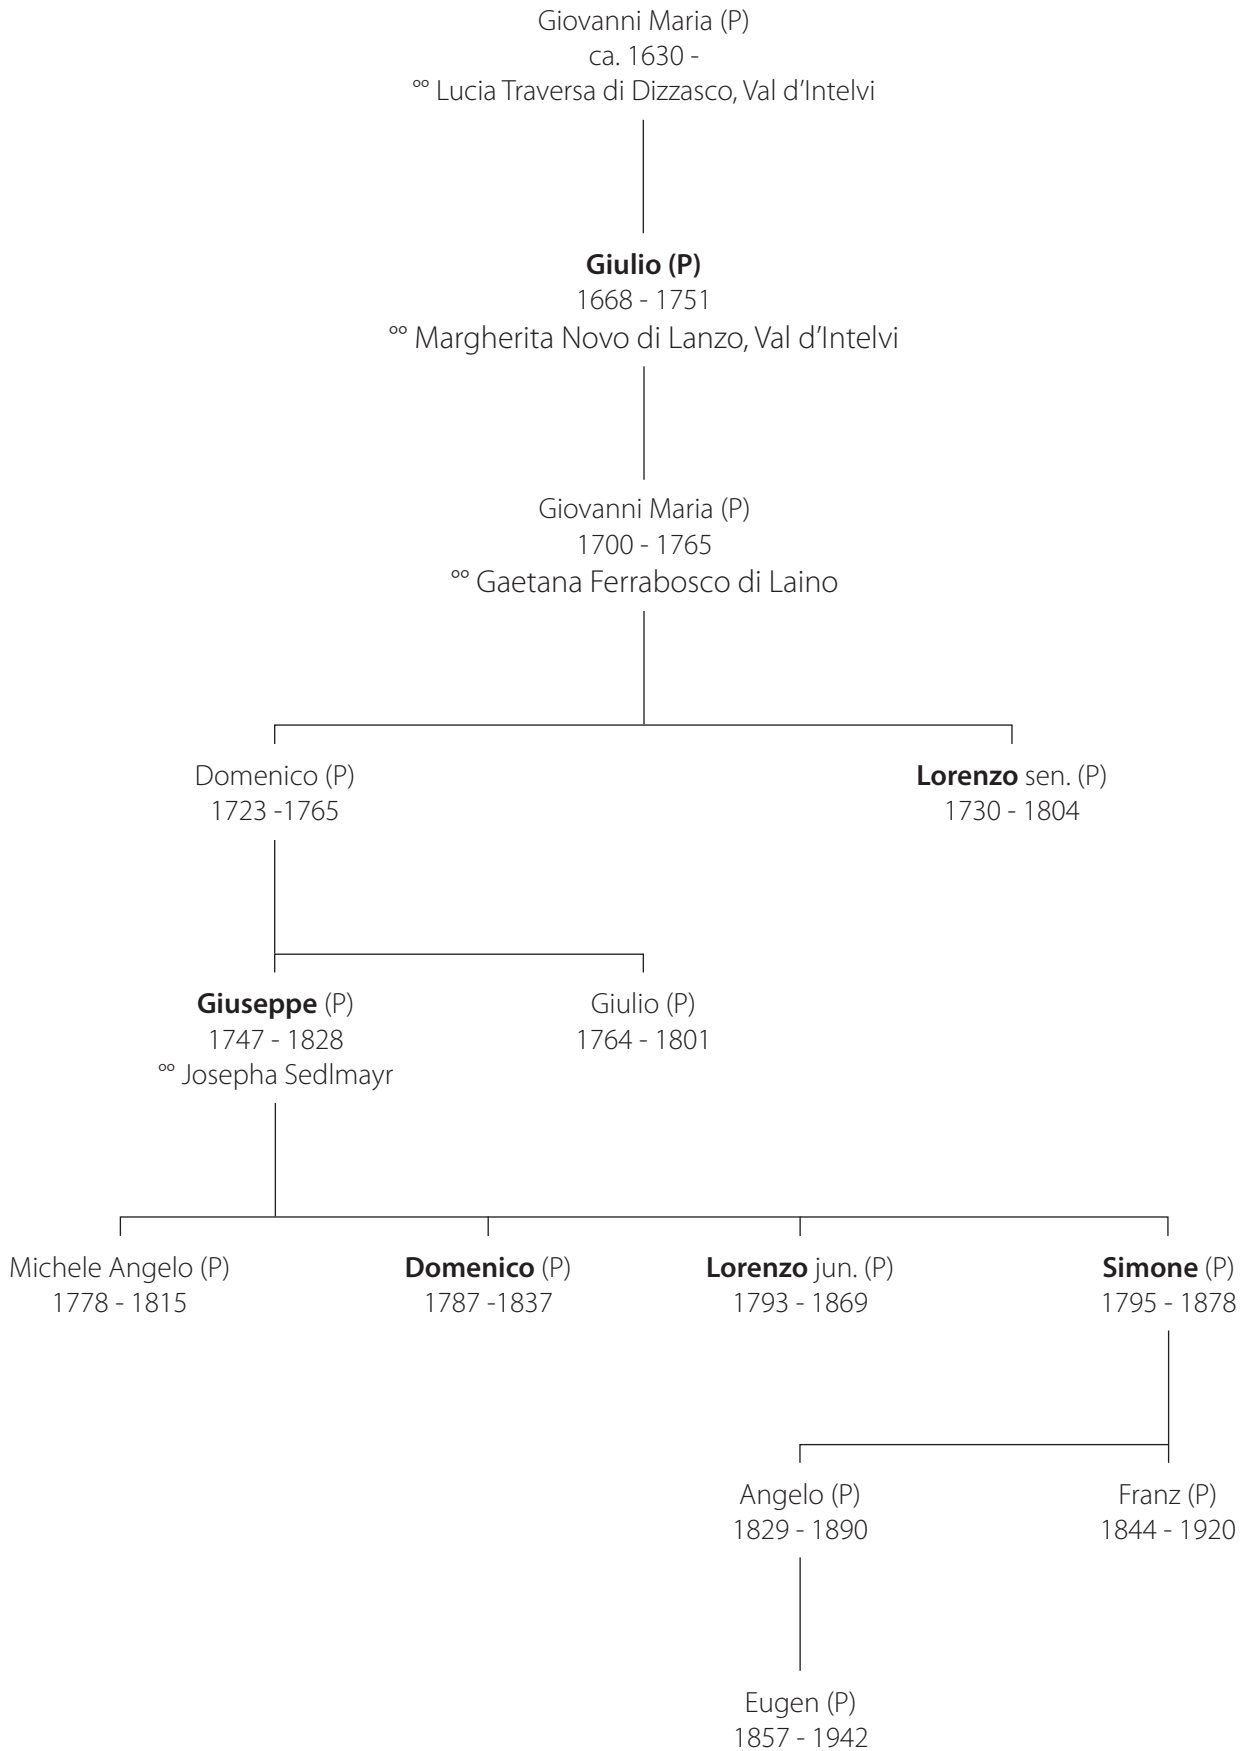 Giovanni Maria (P)
ca. 1630 -
°° Lucia Traversa di Dizzasco, Val d'Intelvi
Giulio (P)
1668 - 1751
°° Margherita Novo di Lanzo, Val d'Intelvi
Giovanni Maria (P)
1700 - 1765
°° Gaetana Ferrabosco di Laino
Domenico (P)
1723 -1765
Lorenzo sen. (P)
1730 - 1804
Giuseppe (P)
1747 - 1828
°° Josepha Sedlmayr
Giulio (P)
1764 - 1801
Michele Angelo (P)
1778 - 1815
Domenico (P)
1787 -1837
Lorenzo jun. (P)
1793 - 1869
Simone (P)
1795 - 1878
Angelo (P)
1829 - 1890
Franz (P)
1844 - 1920
Eugen (P)
1857 - 1942